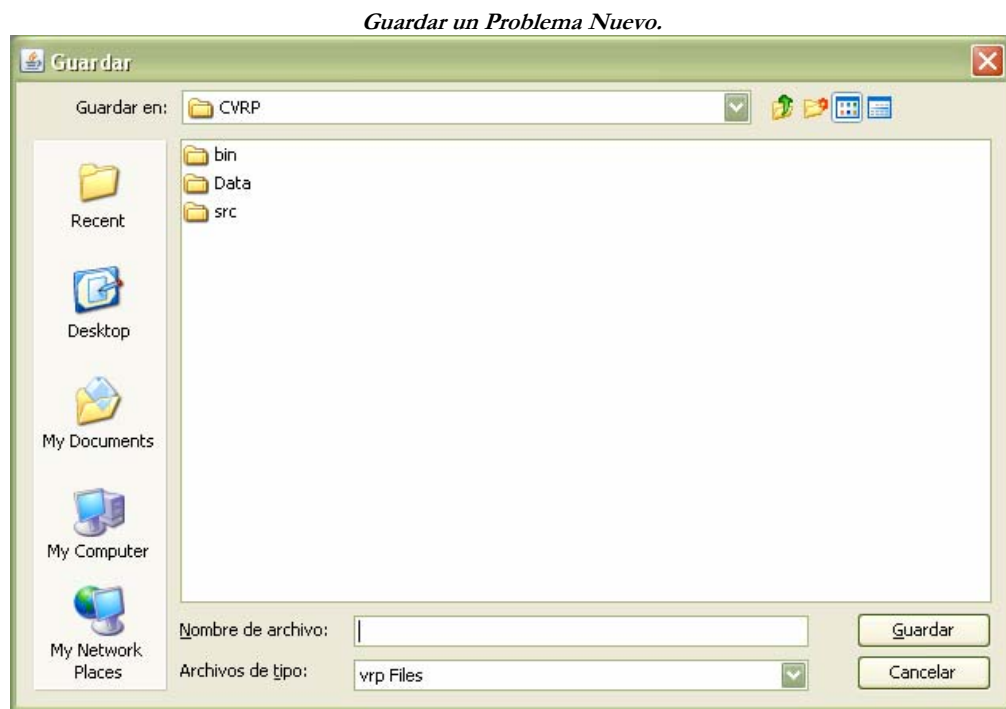 Guardar un Problema Nuevo.
Guardar
Guardar en:
CVRP
bin
Data
src
Recent
Desktop
My Documents
My Computer
My Network
Places
Nombre de archivo:
Guardar
Archivos de tipo:
vrp Files
Cancelar